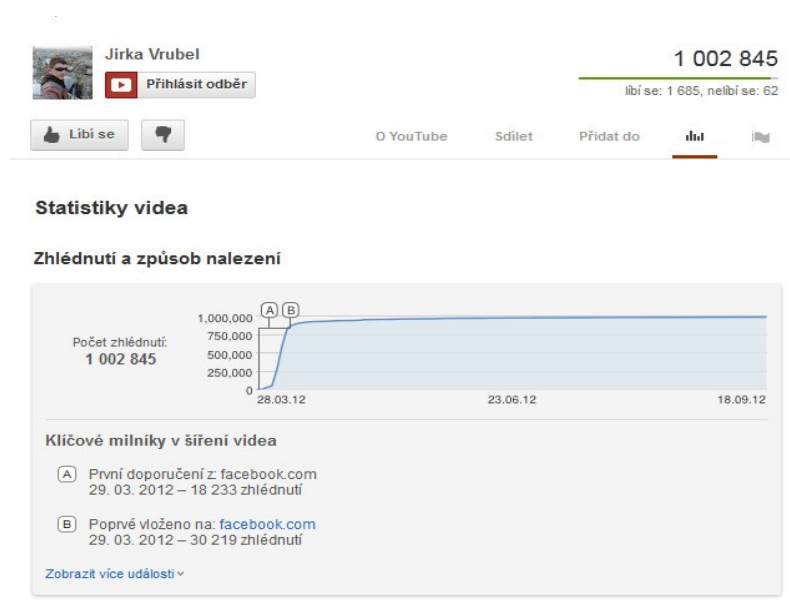 Jirka Vrubel
Přihlásit odběr
1 002 845
líbí se: 1 685, nelíbí se: 62
Líbí se
O YouTube Sdílet Přidat do
Statistiky videa
Zhlédnutí a způsob nalezení
Počet zhlédnutí:
1 002 845
A B
1,000,000
750,000
500,000
250,000
0
28.03.12 23.06.12 18.09.12
Klíčové milníky v šíření videa
A První doporučení z: facebook.com
29. 03. 2012 – 18 233 zhlédnutí
B Poprvé vloženo na: facebook.com
29. 03. 2012 – 30 219 zhlédnutí
Zobrazit více události